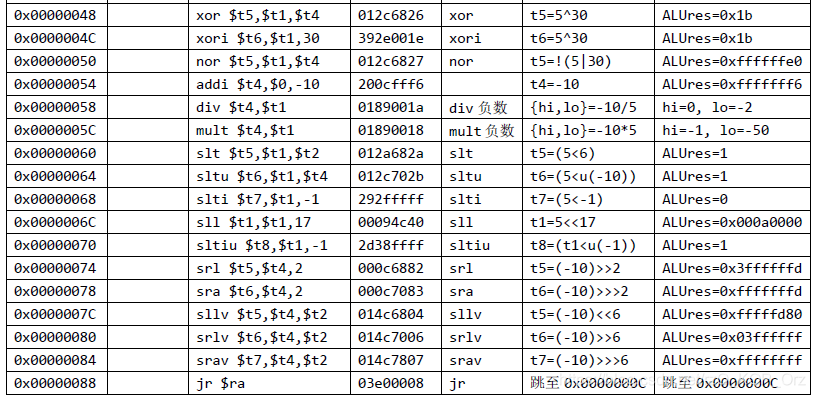 0x00000048 xor $t5,$t1,$t4 012c6826 xor t5=5^30 ALUres=0x1b
0x0000004C xori $t6,$t1,30 392e001e xori t6=5^30 ALUres=0x1b
0x00000050 nor $t5,$t1,$t4 012c6827 nor t5=!(5|30) ALUres=0xffffffe0
0x00000054 addi $t4,$0,-10 200cfff6 t4=-10 ALUres=0xfffffff6
0x00000058 div $t4,$t1 0189001a div 负数 {hi,lo}=-10/5 hi=0, lo=-2
0x0000005C mult $t4,$t1 01890018 mult 负数 {hi,lo}=-10*5 hi=-1, lo=-50
0x00000060 slt $t5,$t1,$t2 012a682a slt t5=(5<6) ALUres=1
0x00000064 sltu $t6,$t1,$t4 012c702b sltu t6=(5<u(-10)) ALUres=1
0x00000068 slti $t7,$t1,-1 292fffff slti t7=(5<-1) ALUres=0
0x0000006C sll $t1,$t1,17 00094c40 sll t1=5<<17 ALUres=0x000a0000
0x00000070 sltiu $t8,$t1,-1 2d38ffff sltiu t8=(t1<u(-1)) ALUres=1
0x00000074 srl $t5,$t4,2 000c6882 srl t5=(-10)>>2 ALUres=0x3ffffffd
0x00000078 sra $t6,$t4,2 000c7083 sra t6=(-10)>>>2 ALUres=0xfffffffd
0x0000007C sllv $t5,$t4,$t2 014c6804 sllv t5=(-10)<<6 ALUres=0xfffffd80
0x00000080 srlv $t6,$t4,$t2 014c7006 srlv t6=(-10)>>6 ALUres=0x03ffffff
0x00000084 srav $t7,$t4,$t2 014c7807 srav t7=(-10)>>>6 ALUres=0xffffffff
0x00000088 jr $ra 03e00008 jr 跳至 0x0000000C 跳至 0x0000000C